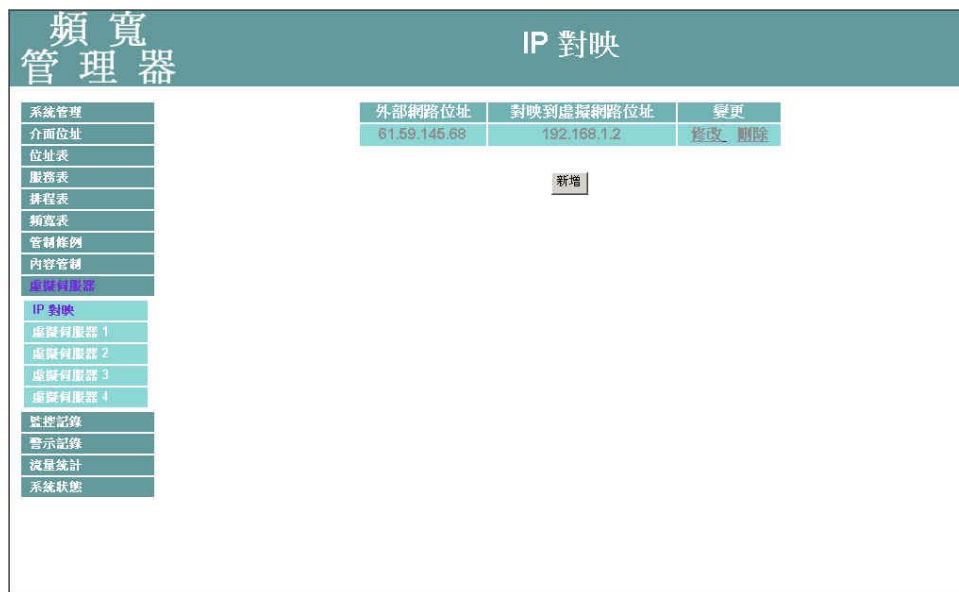 頻寬
管理器
IP 對映
系統管理
介面位址
位址表
服務表
排程表
頻寬表
管制條例
內容管制
虛擬伺服器
IP 對映
虛擬伺服器 1
虛擬伺服器 2
虛擬伺服器 3
虛擬伺服器 4
監控記錄
警示記錄
流量統計
系統狀態
外部網路位址 對映到虛擬網路位址 變更
61.59.145.68 192.168.1.2 修改 刪除
新增